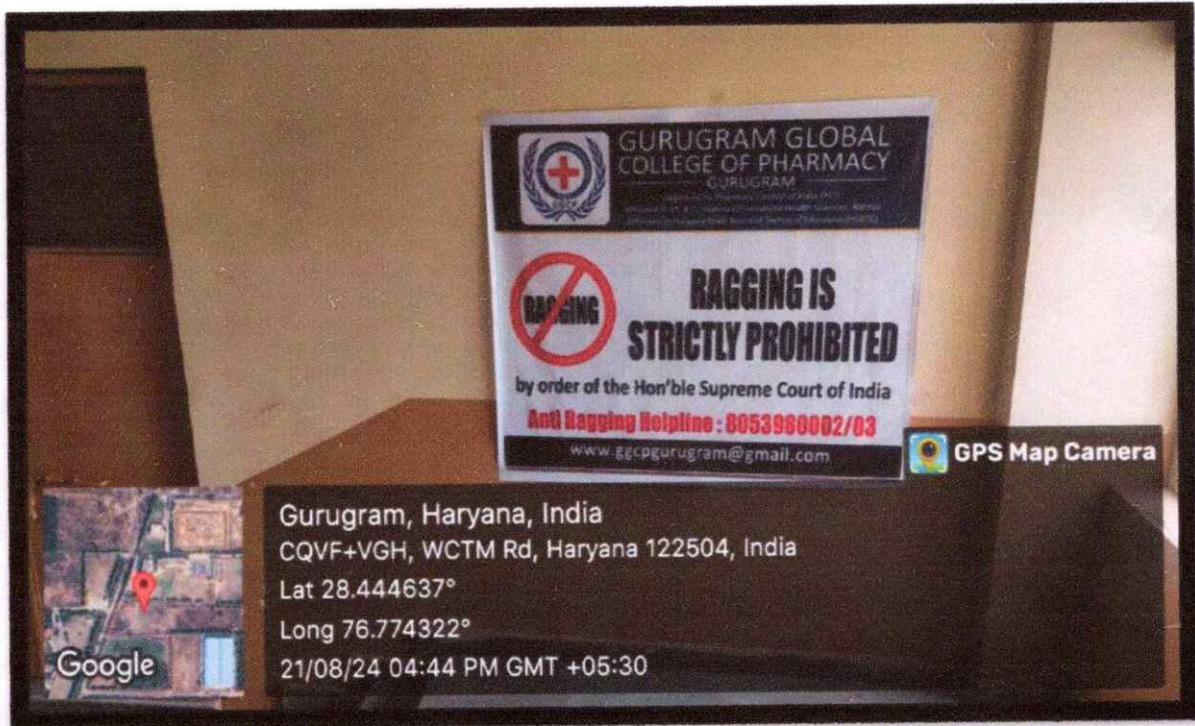 GURUGRAM GLOBAL
COLLEGE OF PHARMACY
GURUGRAM
RAGGING
RAGGING IS
STRICTLY PROHIBITED
by order of the Hon'ble Supreme Court of India
Anti Ragging Helpline : 8053980002/03
www.ggcpgurugram@gmail.com
GPS Map Camera
Gurugram, Haryana, India
CQVF+VGH, WCTM Rd, Haryana 122504, India
Lat 28.444637°
Long 76.774322°
21/08/24 04:44 PM GMT +05:30
Google